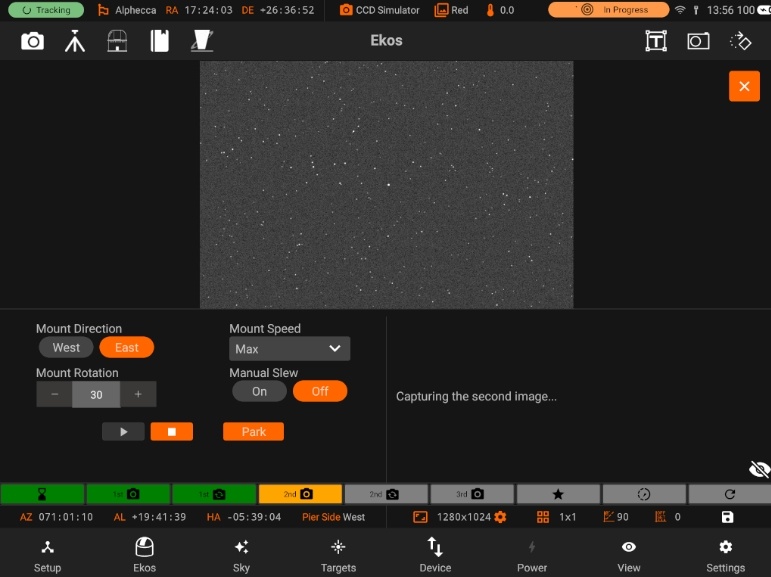 Tracking Alphecca RA 17:24:03 DE +26:36:52 CCD Simulator Red 0.0 In Progress 13:56 100
Ekos
Mount Direction Mount Speed
West East Max
Mount Rotation Manual Slew
− 30 + On Off
Capturing the second image...
Park
1st 1st 2nd 2nd 3rd
AZ 071:01:10 AL +19:41:39 HA -05:39:04 Pier Side West 1280x1024 1x1 90 0
Setup Ekos Sky Targets Device Power View Settings